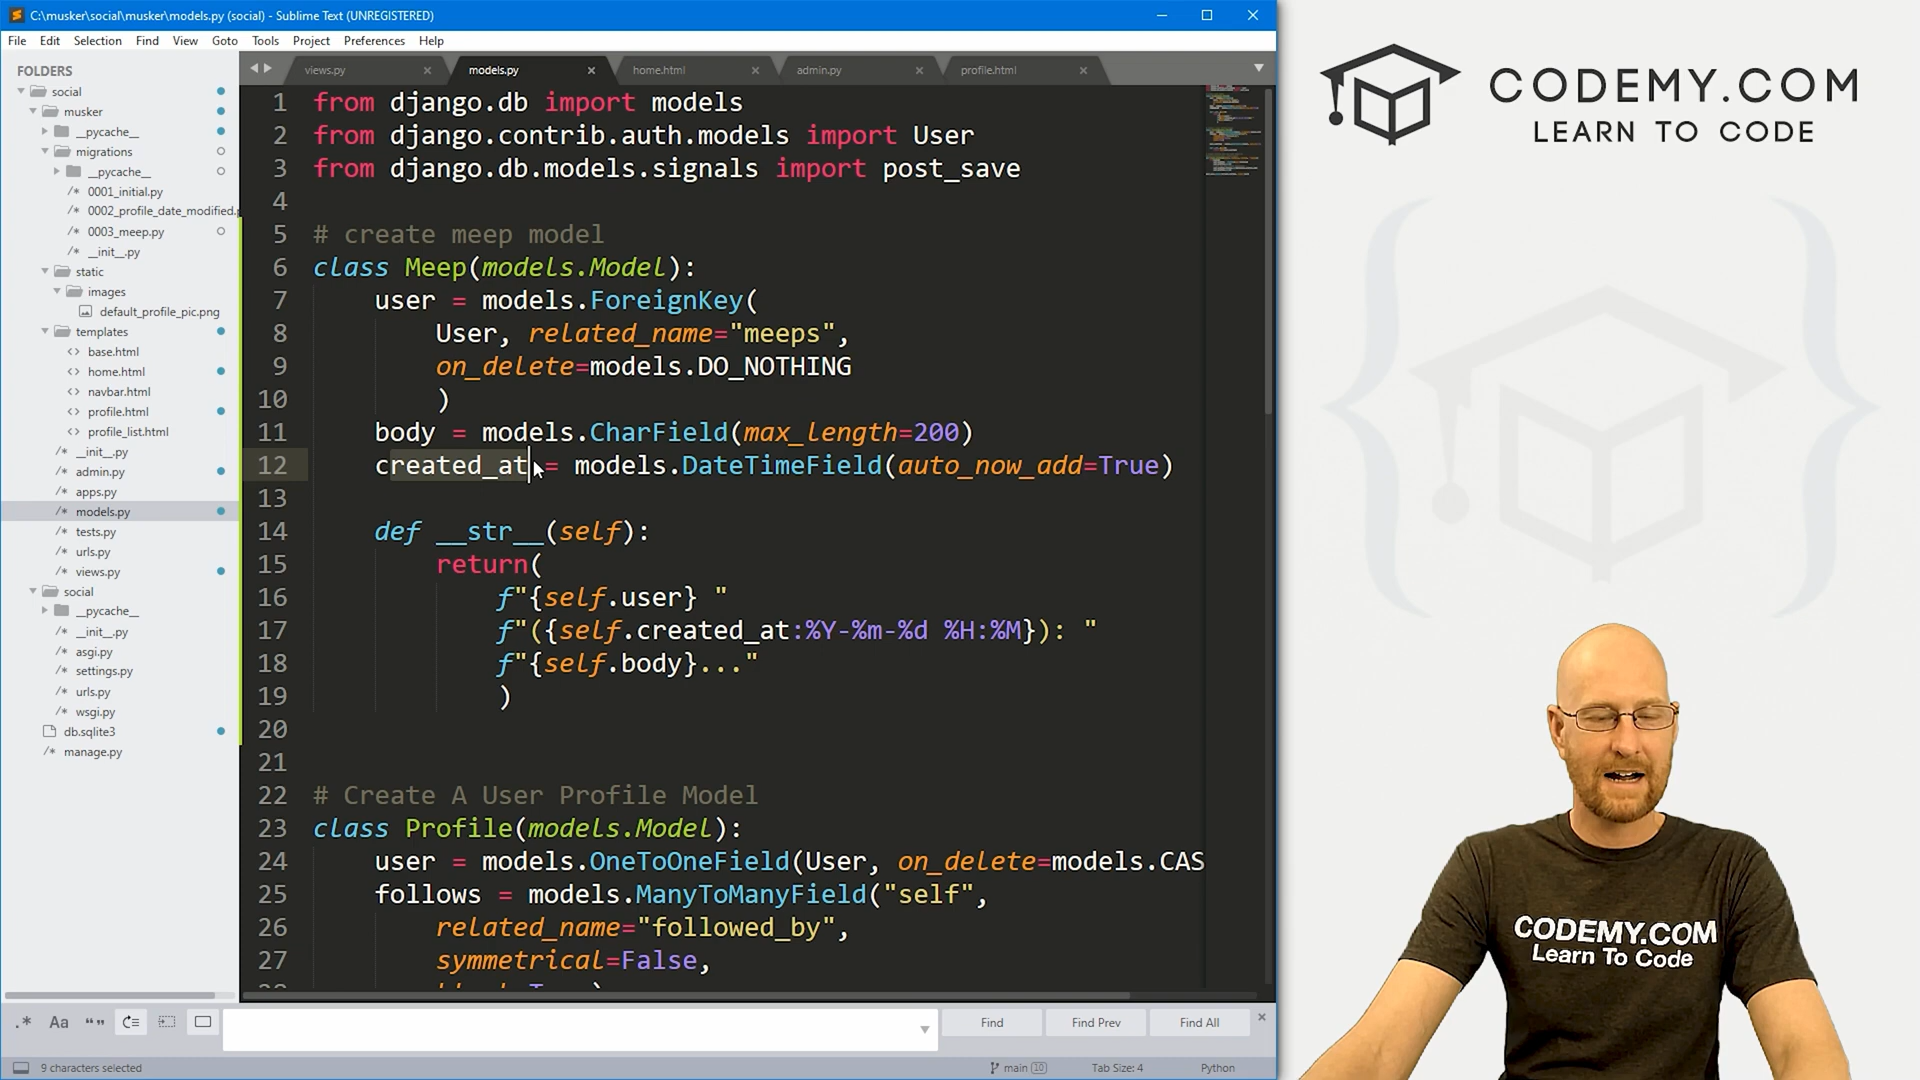 C:\musker\social\musker\models.py (social) - Sublime Text (UNREGISTERED)
File Edit Selection Find View Goto Tools Project Preferences Help
FOLDERS
social
musker
__pycache__
migrations
__pycache__
0001_initial.py
0002_profile_date_modified.p
0003_meep.py
__init__.py
static
images
default_profile_pic.png
templates
base.html
home.html
navbar.html
profile.html
profile_list.html
__init__.py
admin.py
apps.py
models.py
tests.py
urls.py
views.py
social
__pycache__
__init__.py
asgi.py
settings.py
urls.py
wsgi.py
db.sqlite3
manage.py
views.py models.py home.html admin.py profile.html
1 from django.db import models
2 from django.contrib.auth.models import User
3 from django.db.models.signals import post_save
4
5 # create meep model
6 class Meep(models.Model):
7 user = models.ForeignKey(
8 User, related_name="meeps",
9 on_delete=models.DO_NOTHING
10 )
11 body = models.CharField(max_length=200)
12 created_at = models.DateTimeField(auto_now_add=True)
13
14 def __str__(self):
15 return(
16 f"{self.user} "
17 f"({self.created_at:%Y-%m-%d %H:%M}): "
18 f"{self.body}..."
19 )
20
21
22 # Create A User Profile Model
23 class Profile(models.Model):
24 user = models.OneToOneField(User, on_delete=models.CAS
25 follows = models.ManyToManyField("self",
26 related_name="followed_by",
27 symmetrical=False,
.* Aa Find Find Prev Find All
9 characters selected main 10 Tab Size: 4 Python
CODEMY.COM
LEARN TO CODE
CODEMY.COM
Learn To Code